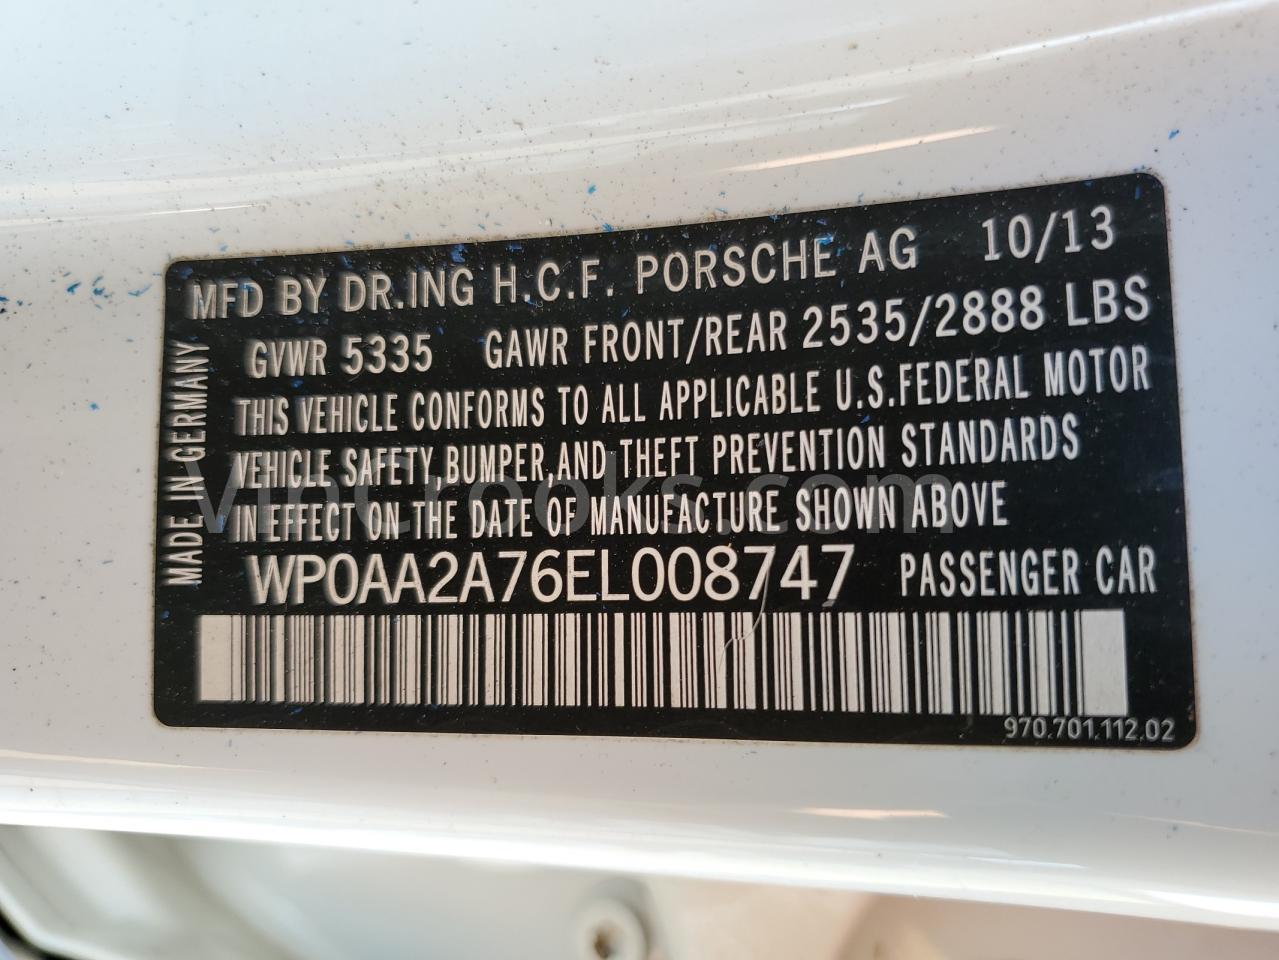 MFD BY DR.ING H.C.F. PORSCHE AG 10/13
GVWR 5335 GAWR FRONT/REAR 2535/2888 LBS
THIS VEHICLE CONFORMS TO ALL APPLICABLE U.S.FEDERAL MOTOR
VEHICLE SAFETY,BUMPER,AND THEFT PREVENTION STANDARDS
IN EFFECT ON THE DATE OF MANUFACTURE SHOWN ABOVE
WP0AA2A76EL008747 PASSENGER CAR
970.701.112.02
MADE IN GERMANY
VinCrooks.com